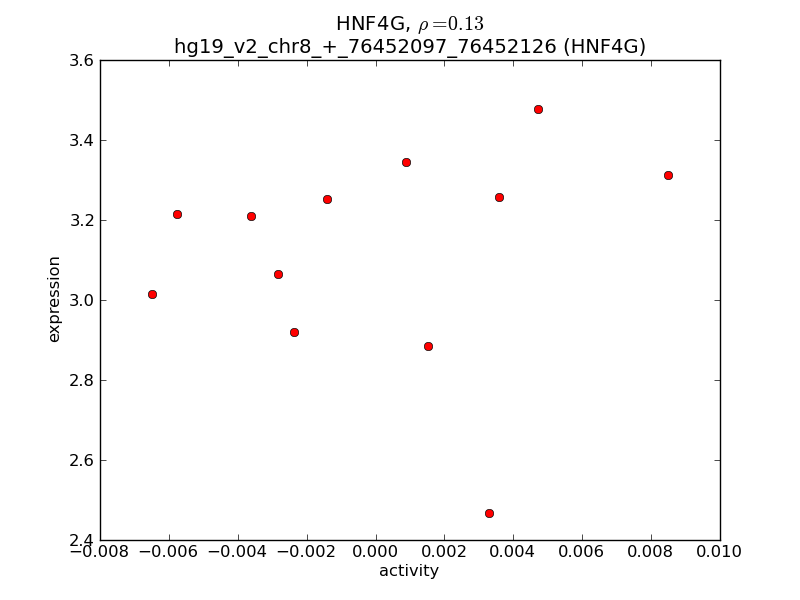 HNF4G, ρ=0.13
hg19_v2_chr8_+_76452097_76452126 (HNF4G)
3.6
3.4
3.2
3.0
2.8
2.6
2.4
expression
−0.008 −0.006 −0.004 −0.002 0.000 0.002 0.004 0.006 0.008 0.010
activity